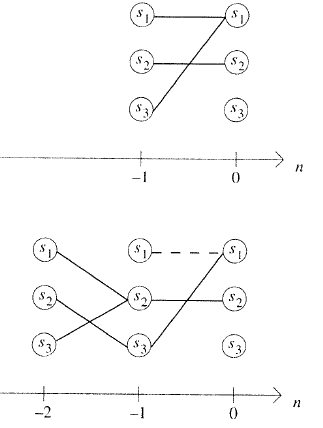 s₁ s₁
s₂ s₂
s₃ s₃
–1 0 n
s₁ s₁ s₁
s₂ s₂ s₂
s₃ s₃ s₃
–2 –1 0 n